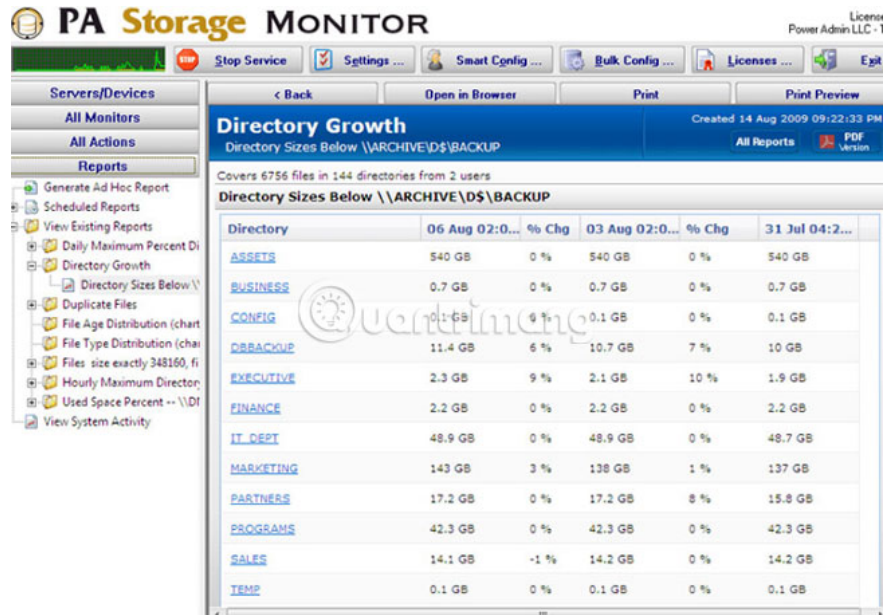 PA Storage MONITOR
License
Power Admin LLC - 1
STOP
Stop Service
Settings ...
Smart Config ...
Bulk Config ...
Licenses ...
Exit
Servers/Devices
All Monitors
All Actions
Reports
Generate Ad Hoc Report
Scheduled Reports
View Existing Reports
Daily Maximum Percent Di
Directory Growth
Directory Sizes Below \\
Duplicate Files
File Age Distribution (chart
File Type Distribution (char
Files size exactly 348160, fi
Hourly Maximum Director
Used Space Percent -- \\D
View System Activity
< Back
Open in Browser
Print
Print Preview
Directory Growth
Directory Sizes Below \\ARCHIVE\D$\BACKUP
Created 14 Aug 2009 09:22:33 PM
All Reports
PDF Version
Covers 6756 files in 144 directories from 2 users
Directory Sizes Below \\ARCHIVE\D$\BACKUP
Directory 06 Aug 02:0... % Chg 03 Aug 02:0... % Chg 31 Jul 04:2...
ASSETS 540 GB 0 % 540 GB 0 % 540 GB
BUSINESS 0.7 GB 0 % 0.7 GB 0 % 0.7 GB
CONFIG 0.1 GB 0 % 0.1 GB 0 % 0.1 GB
DBBACKUP 11.4 GB 6 % 10.7 GB 7 % 10 GB
EXECUTIVE 2.3 GB 9 % 2.1 GB 10 % 1.9 GB
FINANCE 2.2 GB 0 % 2.2 GB 0 % 2.2 GB
IT_DEPT 48.9 GB 0 % 48.9 GB 0 % 48.7 GB
MARKETING 143 GB 3 % 138 GB 1 % 137 GB
PARTNERS 17.2 GB 0 % 17.2 GB 8 % 15.8 GB
PROGRAMS 42.3 GB 0 % 42.3 GB 0 % 42.3 GB
SALES 14.1 GB -1 % 14.2 GB 0 % 14.2 GB
TEMP 0.1 GB 0 % 0.1 GB 0 % 0.1 GB
Quantrimang